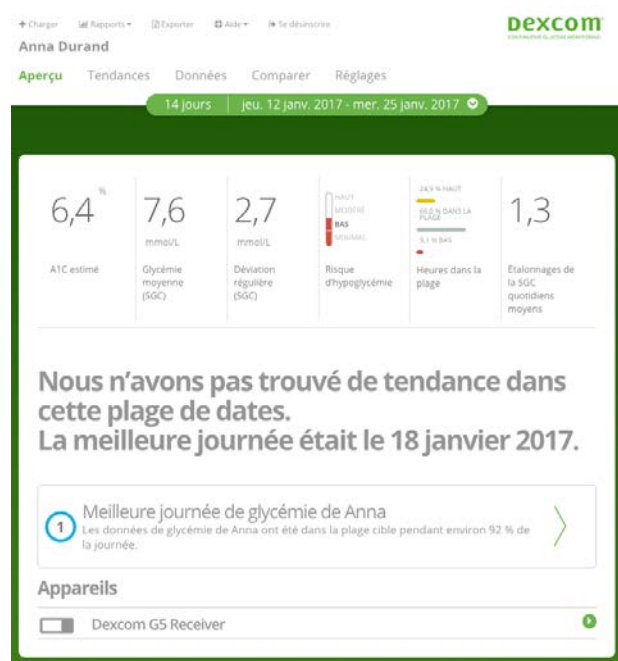 Charger Rapports Exporter Aide Se désinscrire
Dexcom
CONTINUOUS GLUCOSE MONITORING
Anna Durand
Aperçu Tendances Données Comparer Réglages
14 jours jeu. 12 janv. 2017 - mer. 25 janv. 2017
6,4 %
A1C estimé
7,6
mmol/L
Glycémie
moyenne
(SGC)
2,7
mmol/L
Déviation
régulière
(SGC)
HAUT
MODÉRÉ
BAS
MINIMAL
Risque
d'hypoglycémie
24,9 % HAUT
% DANS LA
PLAGE
9,1 % BAS
Heures dans la
plage
1,3
Etalonnages de
la SGC
quotidiens
moyens
Nous n'avons pas trouvé de tendance dans
cette plage de dates.
La meilleure journée était le 18 janvier 2017.
1
Meilleure journée de glycémie de Anna
Les données de glycémie de Anna ont été dans la plage cible pendant environ 92 % de
la journée.
Appareils
Dexcom G5 Receiver